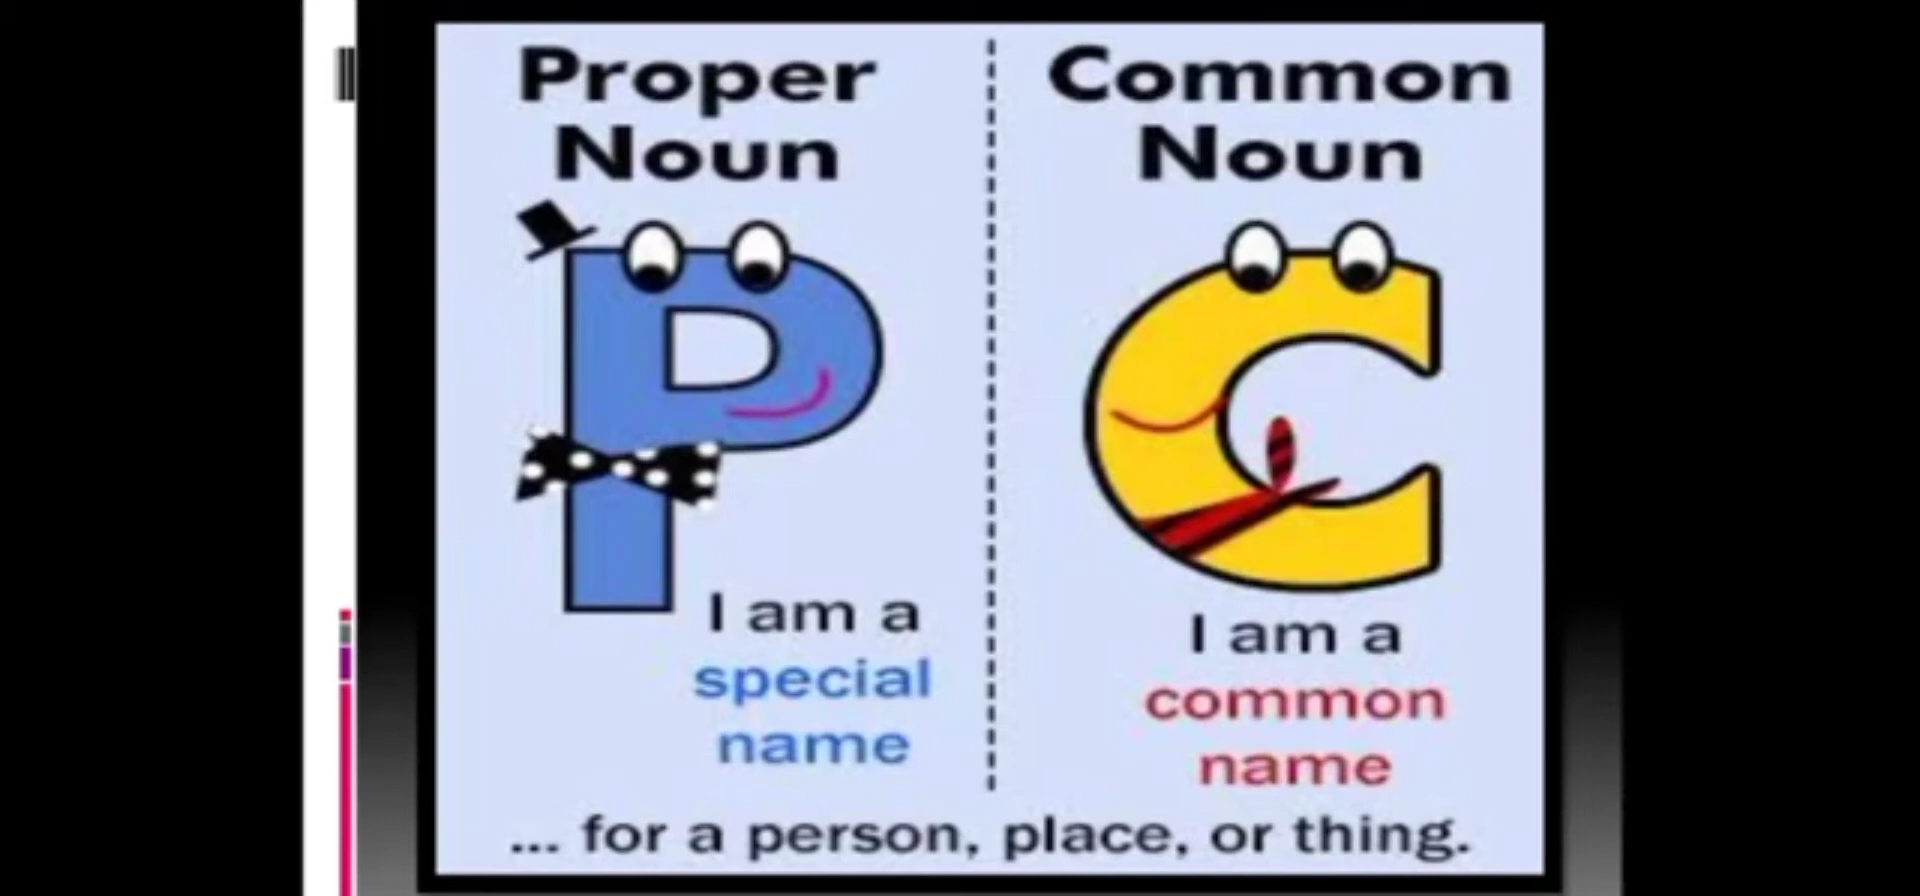 Proper
Noun
P
I am a
special
name
Common
Noun
C
I am a
common
name
... for a person, place, or thing.